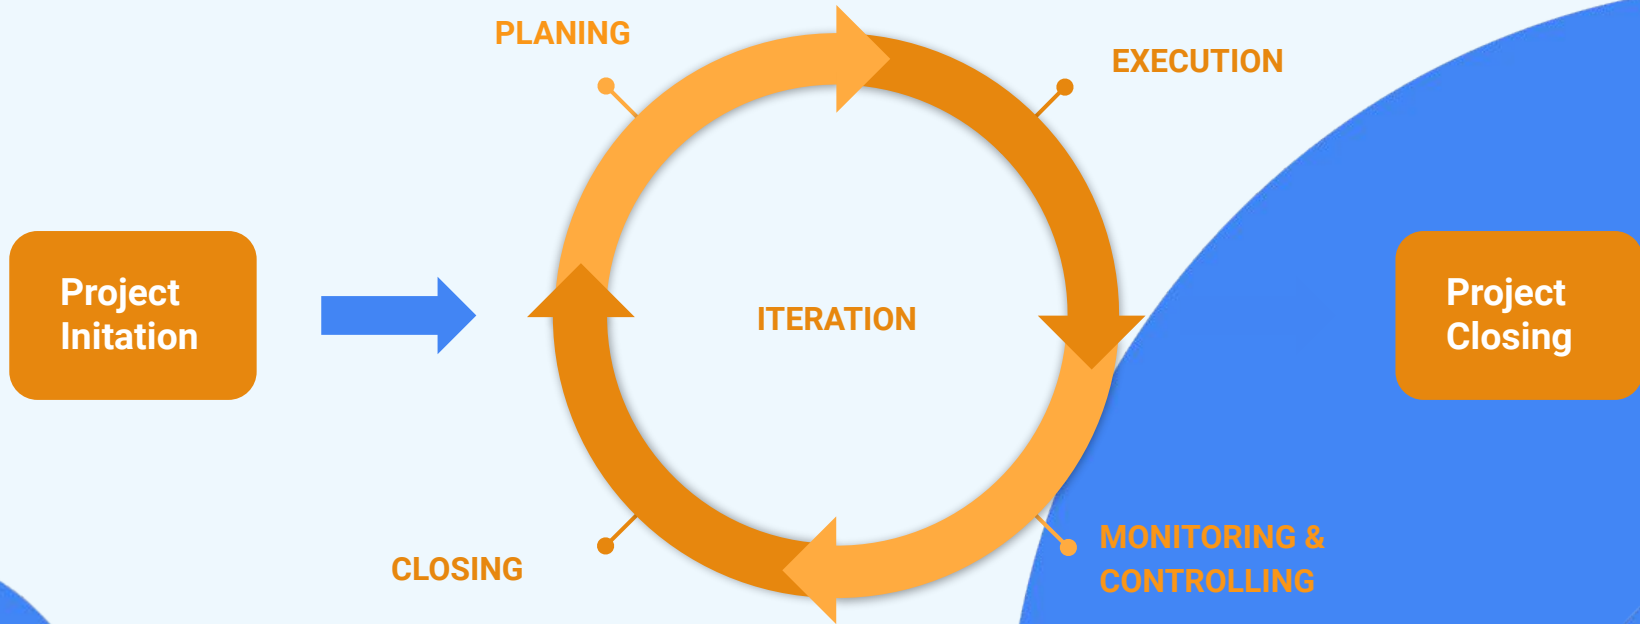 PLANING
EXECUTION
Project
Initation
ITERATION
Project
Closing
CLOSING
MONITORING &
CONTROLLING